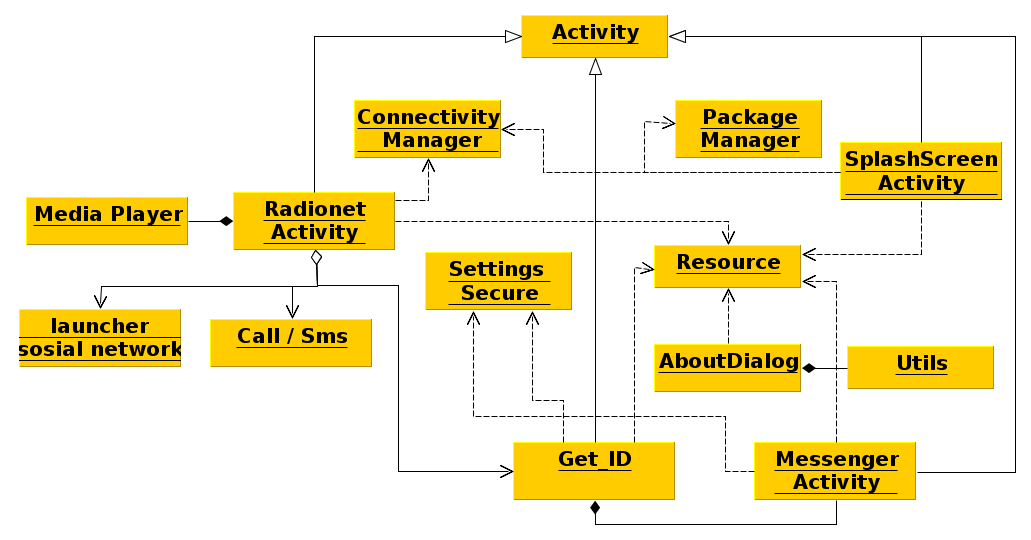 Activity
Connectivity
Manager
Package
Manager
SplashScreen
Activity
Media Player
Radionet
Activity
Settings
Secure
Resource
launcher
sosial network
Call / Sms
AboutDialog
Utils
Get_ID
Messenger
Activity